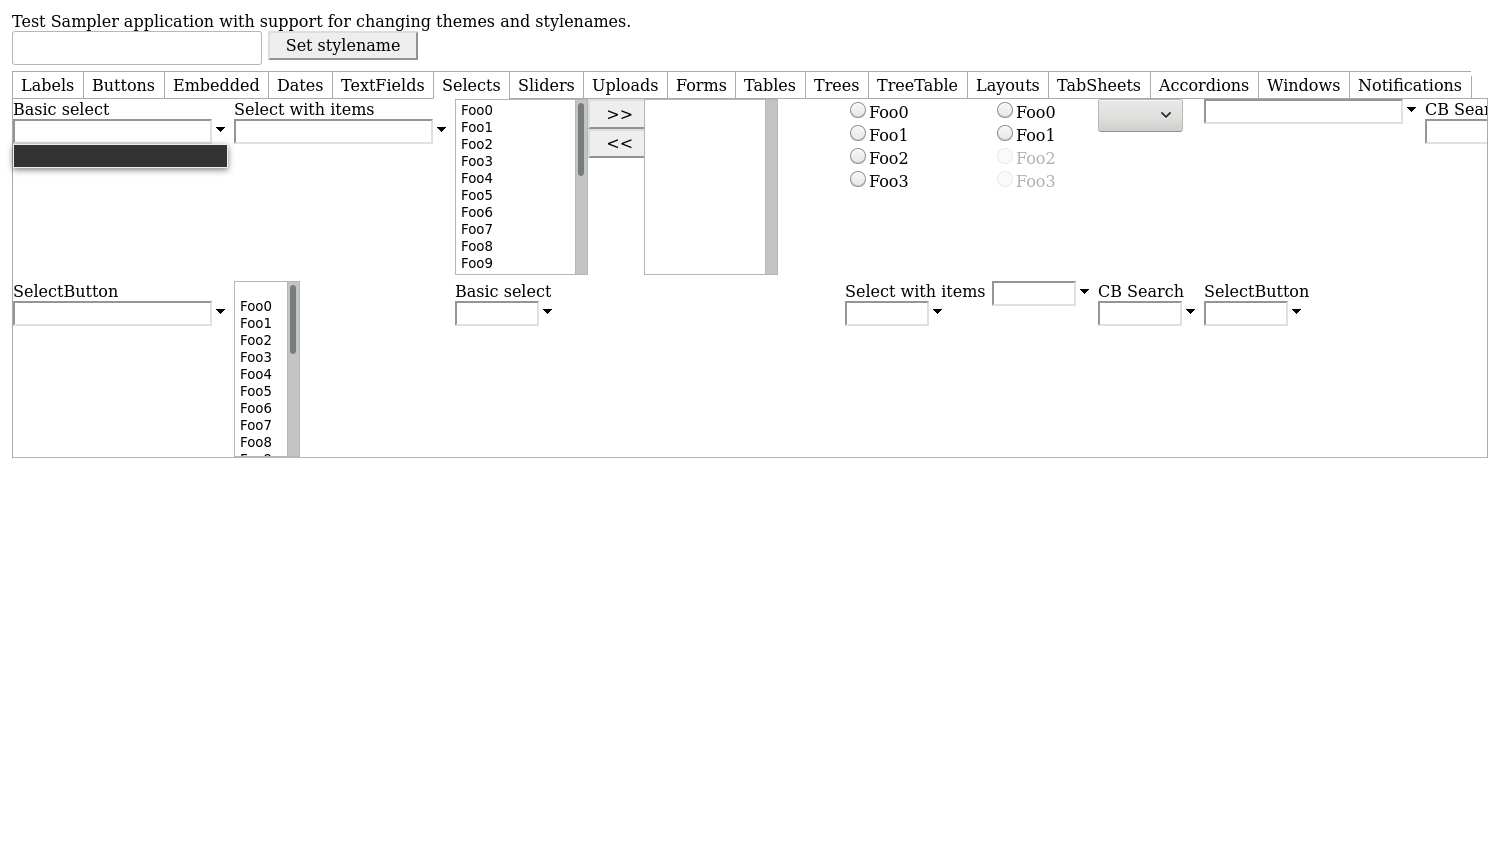 Test Sampler application with support for changing themes and stylenames.
Set stylename
Labels Buttons Embedded Dates TextFields Selects Sliders Uploads Forms Tables Trees TreeTable Layouts TabSheets Accordions Windows Notifications
Basic select
Select with items
Foo0
Foo1
Foo2
Foo3
Foo4
Foo5
Foo6
Foo7
Foo8
Foo9
>>
<<
Foo0
Foo1
Foo2
Foo3
Foo0
Foo1
Foo2
Foo3
CB Sear
SelectButton
Foo0
Foo1
Foo2
Foo3
Foo4
Foo5
Foo6
Foo7
Foo8
Basic select
Select with items
CB Search
SelectButton